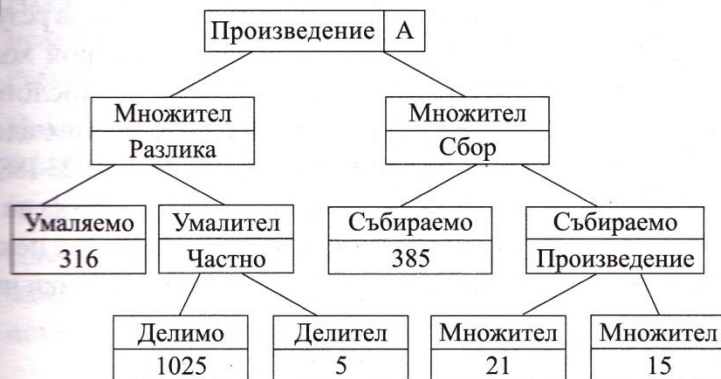 Произведение A
Множител Множител
Разлика Сбор
Умаляемо Умалител Събираемо Събираемо
316 Частно 385 Произведение
Делимо Делител Множител Множител
1025 5 21 15